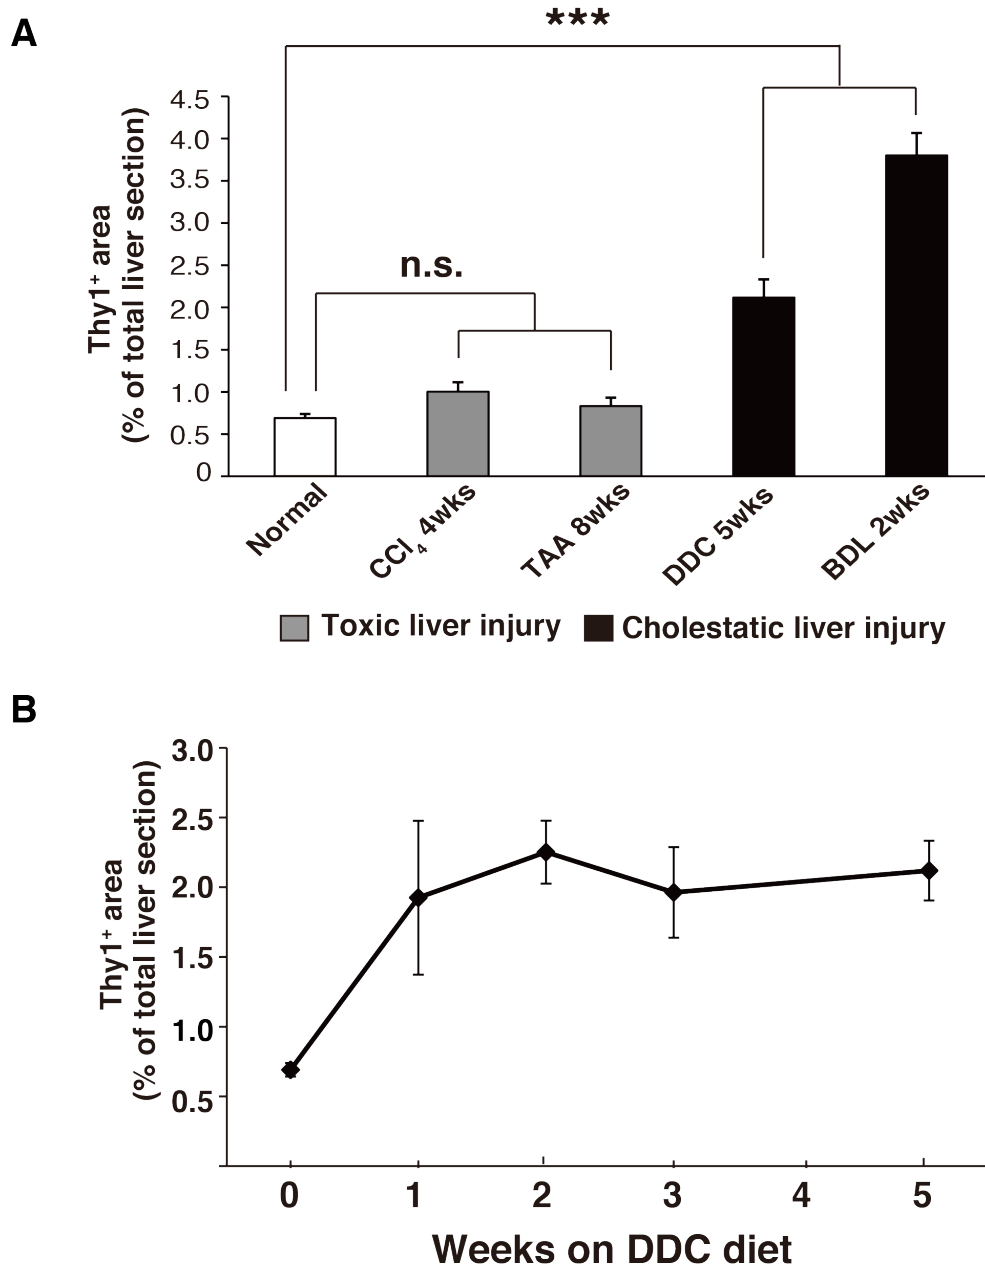 A
***
4.5
4.0
3.5
3.0
2.5
2.0
1.5
1.0
0.5
0
Thy1⁺ area
(% of total liver section)
n.s.
Normal
CCl₄ 4wks
TAA 8wks
DDC 5wks
BDL 2wks
Toxic liver injury
Cholestatic liver injury
B
3.0
2.5
2.0
1.5
1.0
0.5
Thy1⁺ area
(% of total liver section)
0 1 2 3 4 5
Weeks on DDC diet